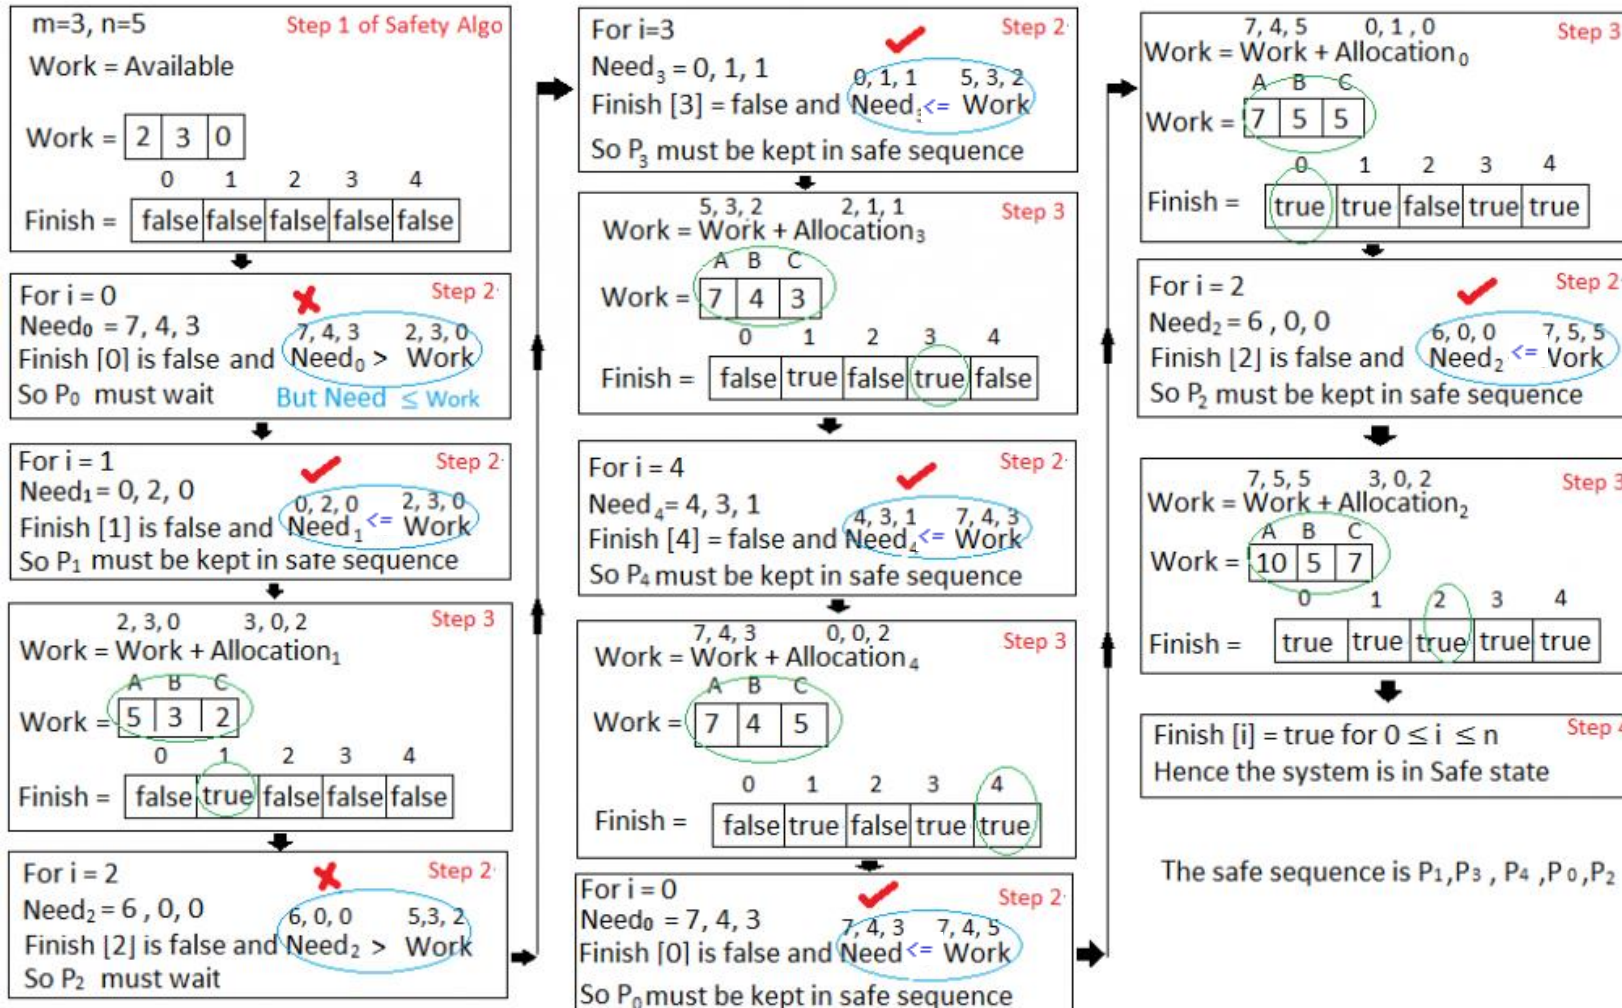 m=3, n=5 Step 1 of Safety Algo
Work = Available
Work = 2 3 0
0 1 2 3 4
Finish = false false false false false
For i = 0 Step 2
Need₀ = 7, 4, 3
7, 4, 3 2, 3, 0
Finish [0] is false and Need₀ > Work
So P₀ must wait But Need ≤ Work
For i = 1 Step 2
Need₁= 0, 2, 0
0, 2, 0 2, 3, 0
Finish [1] is false and Need₁ <= Work
So P₁ must be kept in safe sequence
2, 3, 0 3, 0, 2 Step 3
Work = Work + Allocation₁
A B C
Work = 5 3 2
0 1 2 3 4
Finish = false true false false false
For i = 2 Step 2
Need₂ = 6 , 0, 0
6, 0, 0 5,3, 2
Finish [2] is false and Need₂ > Work
So P₂ must wait
For i=3 Step 2
Need₃ = 0, 1, 1
0, 1, 1 5, 3, 2
Finish [3] = false and Need₃ <= Work
So P₃ must be kept in safe sequence
5, 3, 2 2, 1, 1 Step 3
Work = Work + Allocation₃
A B C
Work = 7 4 3
0 1 2 3 4
Finish = false true false true false
For i = 4 Step 2
Need₄= 4, 3, 1
4, 3, 1 7, 4, 3
Finish [4] = false and Need₄ <= Work
So P₄ must be kept in safe sequence
7, 4, 3 0, 0, 2 Step 3
Work = Work + Allocation₄
A B C
Work = 7 4 5
0 1 2 3 4
Finish = false true false true true
For i = 0 Step 2
Need₀ = 7, 4, 3
7, 4, 3 7, 4, 5
Finish [0] is false and Need <= Work
So P₀ must be kept in safe sequence
7, 4, 5 0, 1 , 0 Step 3
Work = Work + Allocation₀
A B C
Work = 7 5 5
0 1 2 3 4
Finish = true true false true true
For i = 2 Step 2
Need₂ = 6 , 0, 0
6, 0, 0 7, 5, 5
Finish [2] is false and Need₂ <= Work
So P₂ must be kept in safe sequence
7, 5, 5 3, 0, 2 Step 3
Work = Work + Allocation₂
A B C
Work = 10 5 7
0 1 2 3 4
Finish = true true true true true
Finish [i] = true for 0 ≤ i ≤ n Step 4
Hence the system is in Safe state
The safe sequence is P₁,P₃ , P₄ ,P₀,P₂